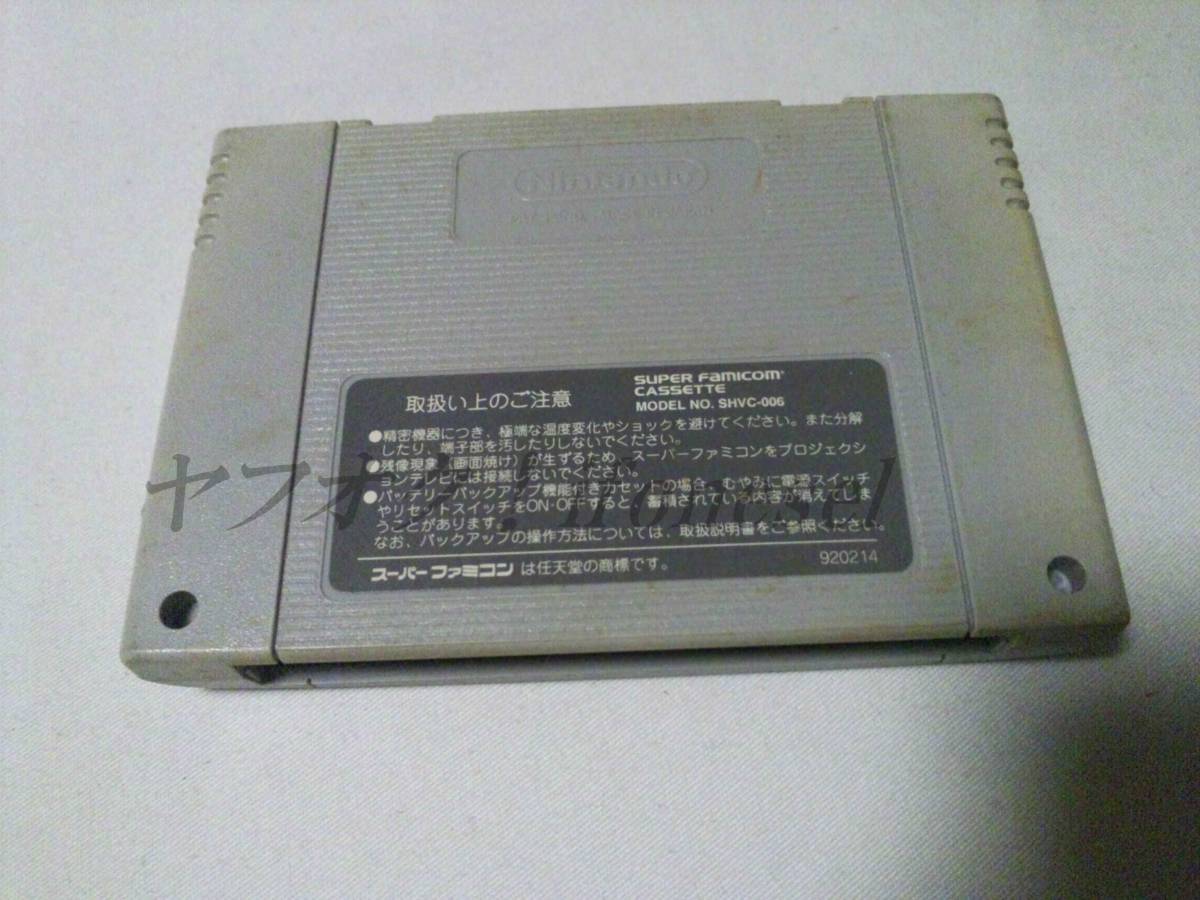 Nintendo
取扱い上のご注意
SUPER FAMICOM
CASSETTE
MODEL NO. SHVC-006
●精密機器につき、極端な温度変化やショックを避けてください。また分解
したり、端子部を汚したりしないでください。
●残像現象（画面焼け）が生ずるため、スーパーファミコンをプロジェクシ
ョンテレビには接続しないでください。
●バッテリーバックアップ機能付きカセットの場合、むやみに電源スイッチ
やリセットスイッチをON・OFFすると、蓄積されている内容が消えてしま
うことがあります。
なお、バックアップの操作方法については、取扱説明書をご参照ください。
スーパーファミコンは任天堂の商標です。
920214
ヤフオク!